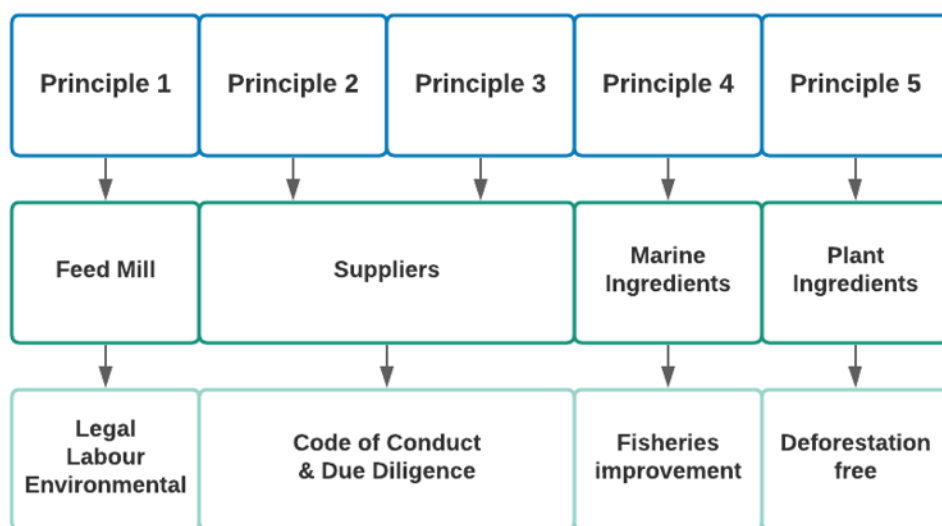 Principle 1
Principle 2
Principle 3
Principle 4
Principle 5
Feed Mill
Suppliers
Marine
Ingredients
Plant
Ingredients
Legal
Labour
Environmental
Code of Conduct
& Due Diligence
Fisheries
improvement
Deforestation
free